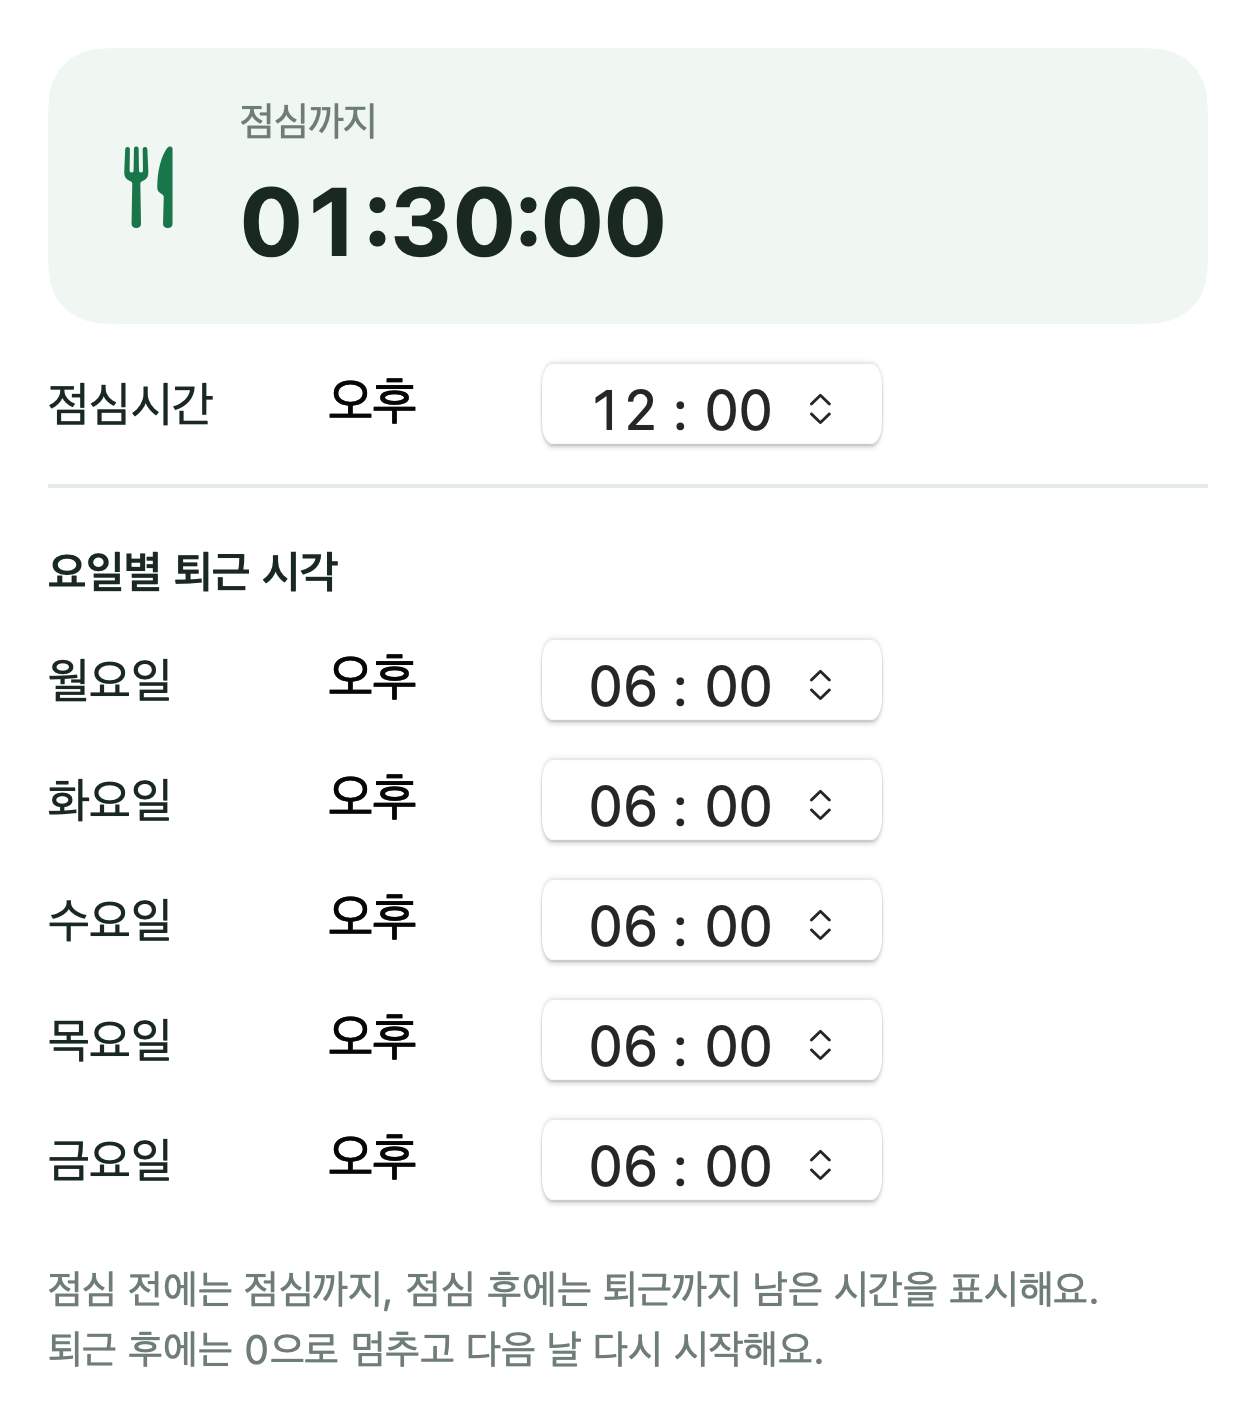 점심까지
01:30:00
점심시간 오후 12 : 00
요일별 퇴근 시각
월요일 오후 06 : 00
화요일 오후 06 : 00
수요일 오후 06 : 00
목요일 오후 06 : 00
금요일 오후 06 : 00
점심 전에는 점심까지, 점심 후에는 퇴근까지 남은 시간을 표시해요.
퇴근 후에는 0으로 멈추고 다음 날 다시 시작해요.